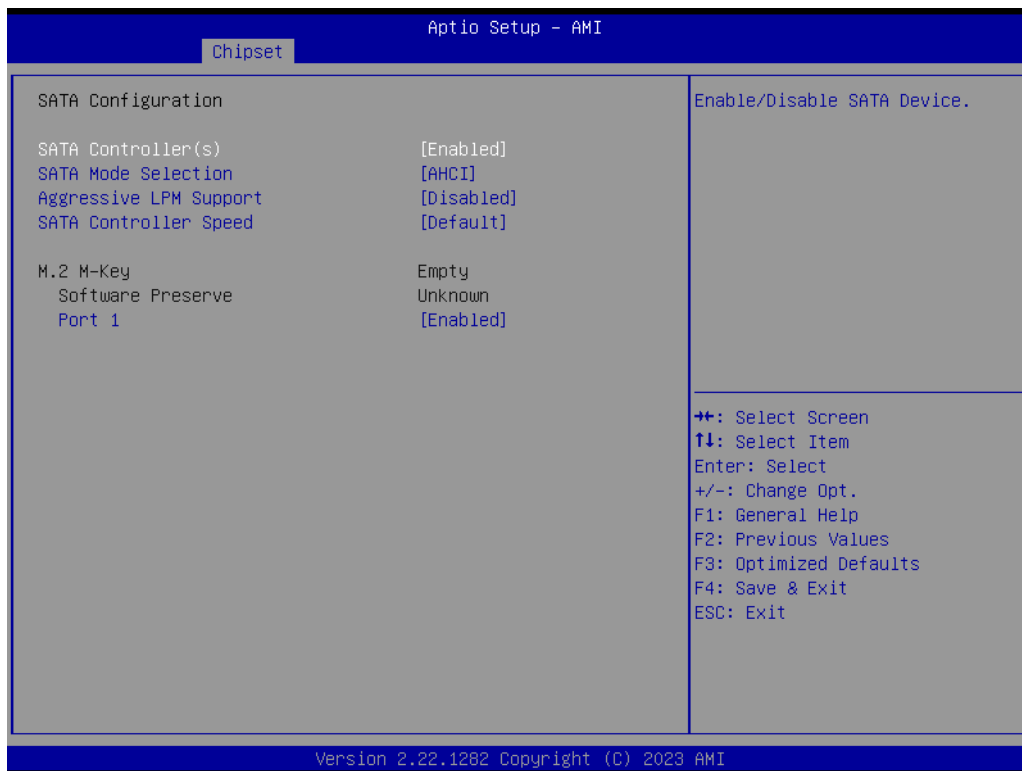 Aptio Setup – AMI
Chipset
SATA Configuration
Enable/Disable SATA Device.
SATA Controller(s) [Enabled]
SATA Mode Selection [AHCI]
Aggressive LPM Support [Disabled]
SATA Controller Speed [Default]
M.2 M-Key Empty
Software Preserve Unknown
Port 1 [Enabled]
→←: Select Screen
↑↓: Select Item
Enter: Select
+/-: Change Opt.
F1: General Help
F2: Previous Values
F3: Optimized Defaults
F4: Save & Exit
ESC: Exit
Version 2.22.1282 Copyright (C) 2023 AMI